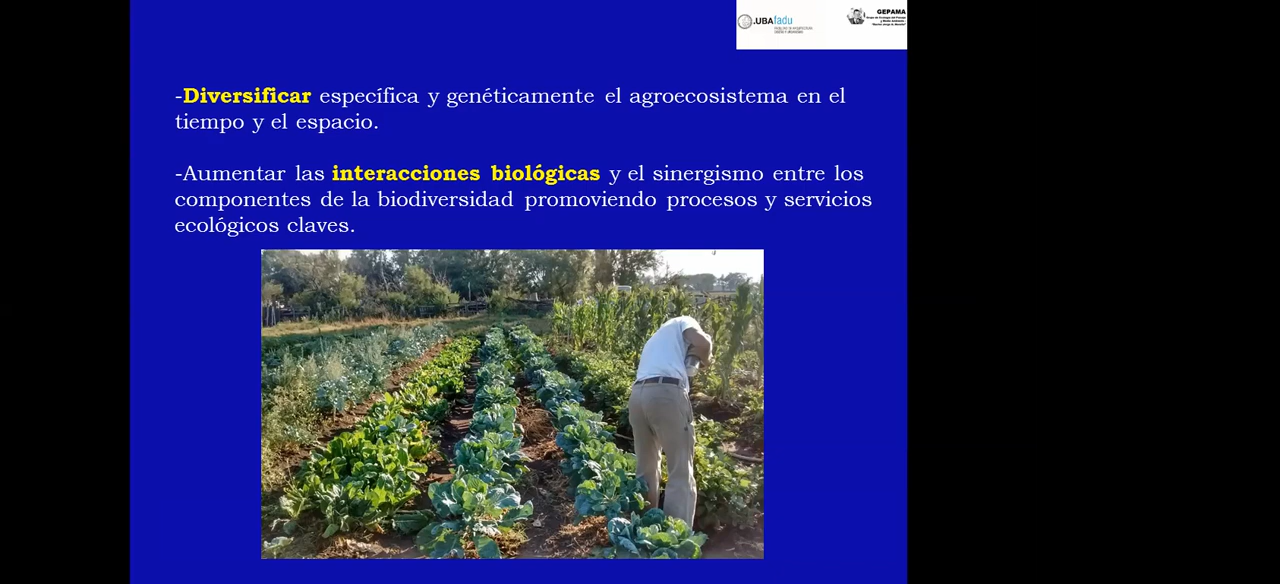 .UBAfadu
GEPAMA
-Diversificar específica y genéticamente el agroecosistema en el
tiempo y el espacio.
-Aumentar las interacciones biológicas y el sinergismo entre los
componentes de la biodiversidad promoviendo procesos y servicios
ecológicos claves.